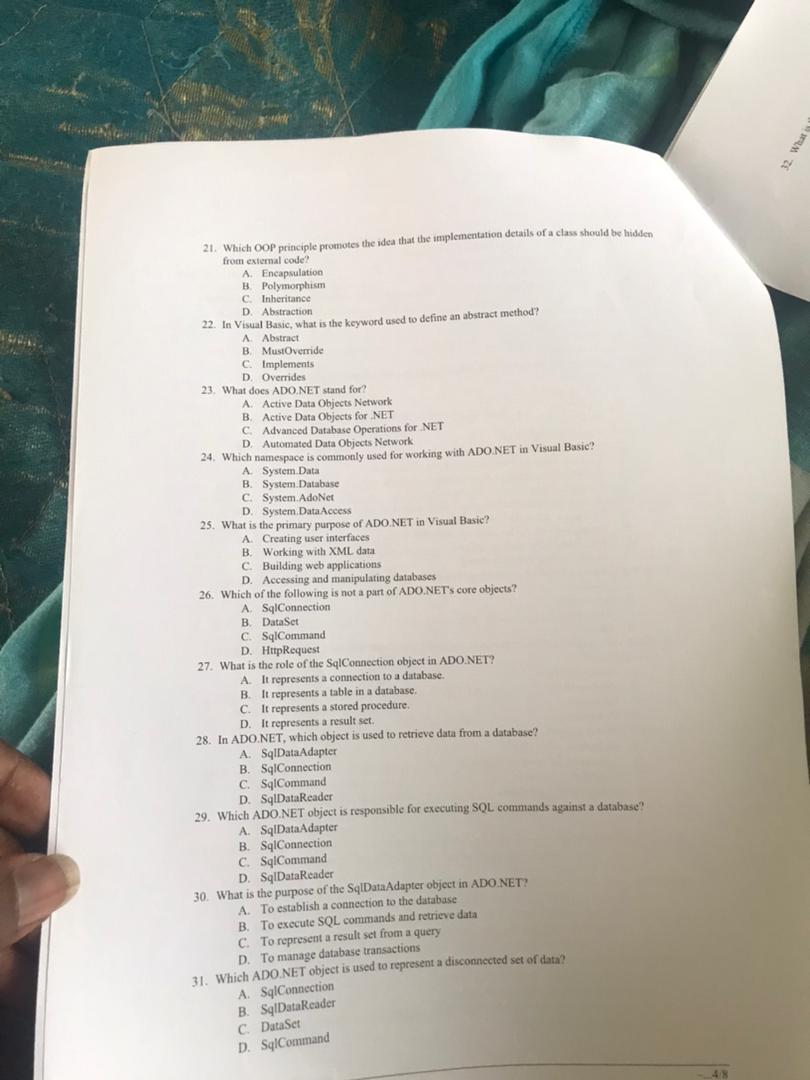 32. What is
21. Which OOP principle promotes the idea that the implementation details of a class should be hidden
from external code?
A. Encapsulation
B. Polymorphism
C. Inheritance
D. Abstraction
22. In Visual Basic, what is the keyword used to define an abstract method?
A. Abstract
B. MustOverride
C. Implements
D. Overrides
23. What does ADO.NET stand for?
A. Active Data Objects Network
B. Active Data Objects for .NET
C. Advanced Database Operations for .NET
D. Automated Data Objects Network
24. Which namespace is commonly used for working with ADO.NET in Visual Basic?
A. System.Data
B. System.Database
C. System.AdoNet
D. System.DataAccess
25. What is the primary purpose of ADO.NET in Visual Basic?
A. Creating user interfaces
B. Working with XML data
C. Building web applications
D. Accessing and manipulating databases
26. Which of the following is not a part of ADO.NET's core objects?
A. SqlConnection
B. DataSet
C. SqlCommand
D. HttpRequest
27. What is the role of the SqlConnection object in ADO.NET?
A. It represents a connection to a database.
B. It represents a table in a database.
C. It represents a stored procedure.
D. It represents a result set.
28. In ADO.NET, which object is used to retrieve data from a database?
A. SqlDataAdapter
B. SqlConnection
C. SqlCommand
D. SqlDataReader
29. Which ADO.NET object is responsible for executing SQL commands against a database?
A. SqlDataAdapter
B. SqlConnection
C. SqlCommand
D. SqlDataReader
30. What is the purpose of the SqlDataAdapter object in ADO.NET?
A. To establish a connection to the database
B. To execute SQL commands and retrieve data
C. To represent a result set from a query
D. To manage database transactions
31. Which ADO.NET object is used to represent a disconnected set of data?
A. SqlConnection
B. SqlDataReader
C. DataSet
D. SqlCommand
4/8